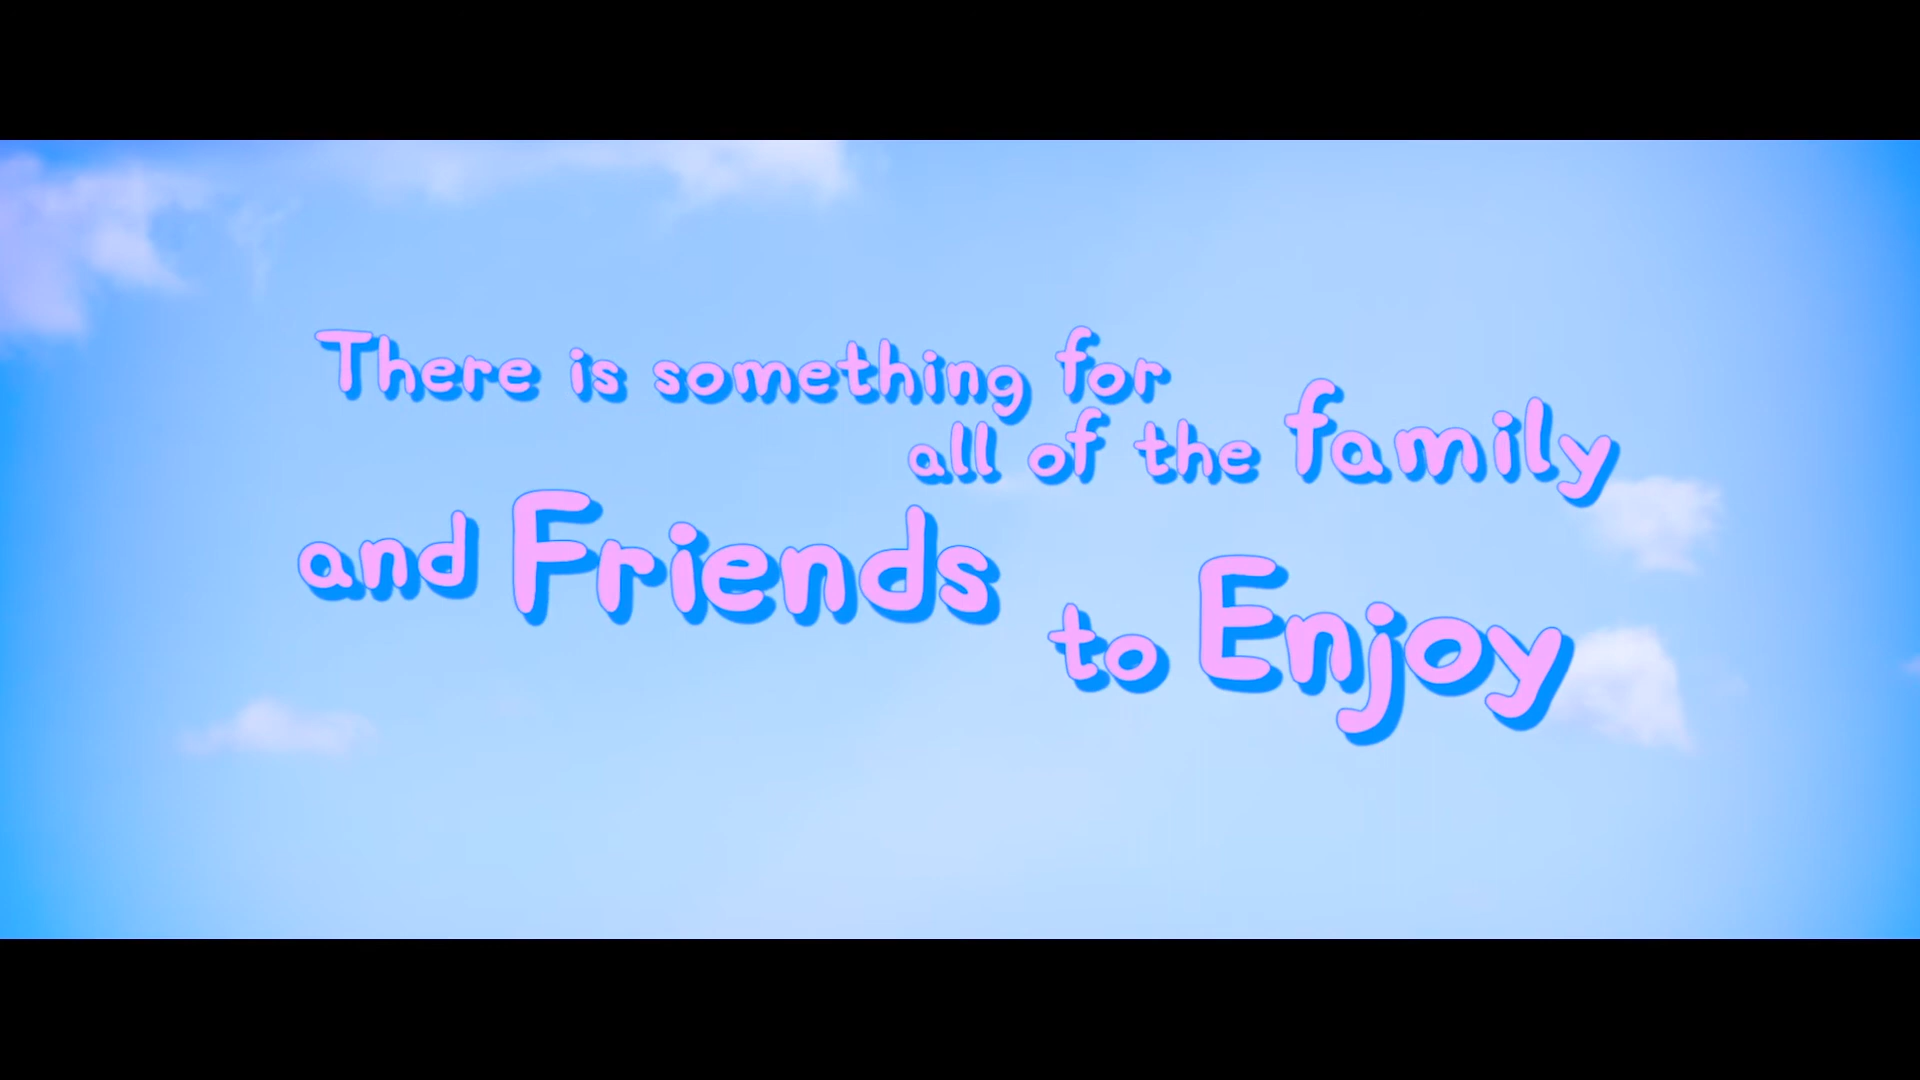 There is something for
all of the family
and Friends
to Enjoy